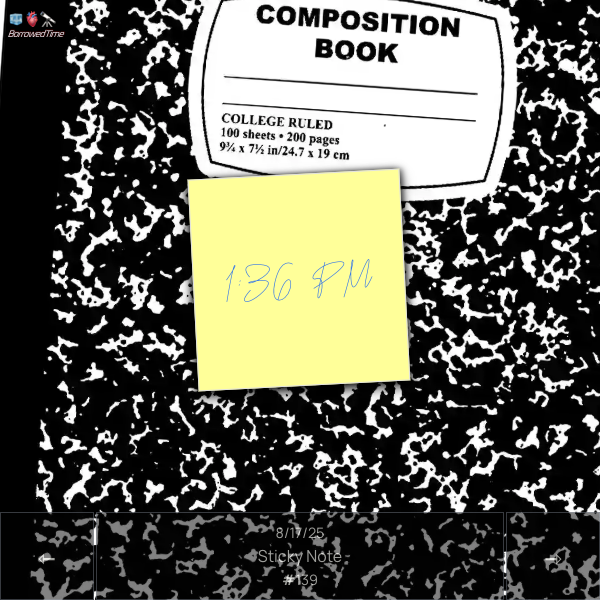 BorrowedTime
COMPOSITION
BOOK
COLLEGE RULED
100 sheets • 200 pages
9¾ x 7½ in/24.7 x 19 cm
1:36 PM
8/17/25
Sticky Note
#139